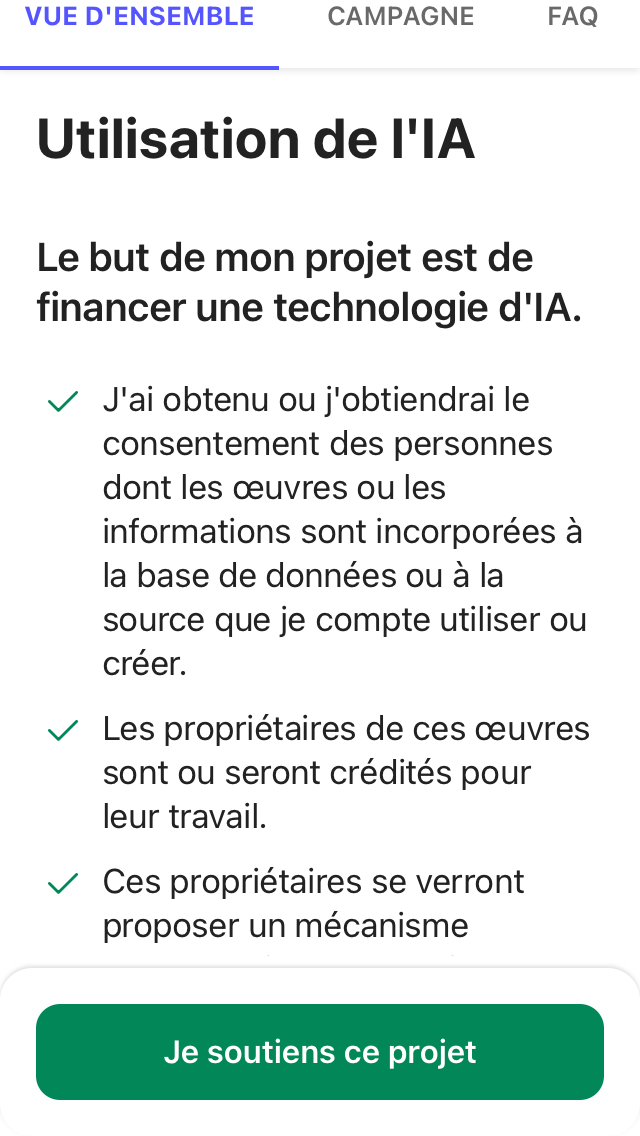 VUE D'ENSEMBLE CAMPAGNE FAQ
Utilisation de l'IA
Le but de mon projet est de
financer une technologie d'IA.
J'ai obtenu ou j'obtiendrai le
consentement des personnes
dont les œuvres ou les
informations sont incorporées à
la base de données ou à la
source que je compte utiliser ou
créer.
Les propriétaires de ces œuvres
sont ou seront crédités pour
leur travail.
Ces propriétaires se verront
proposer un mécanisme
Je soutiens ce projet